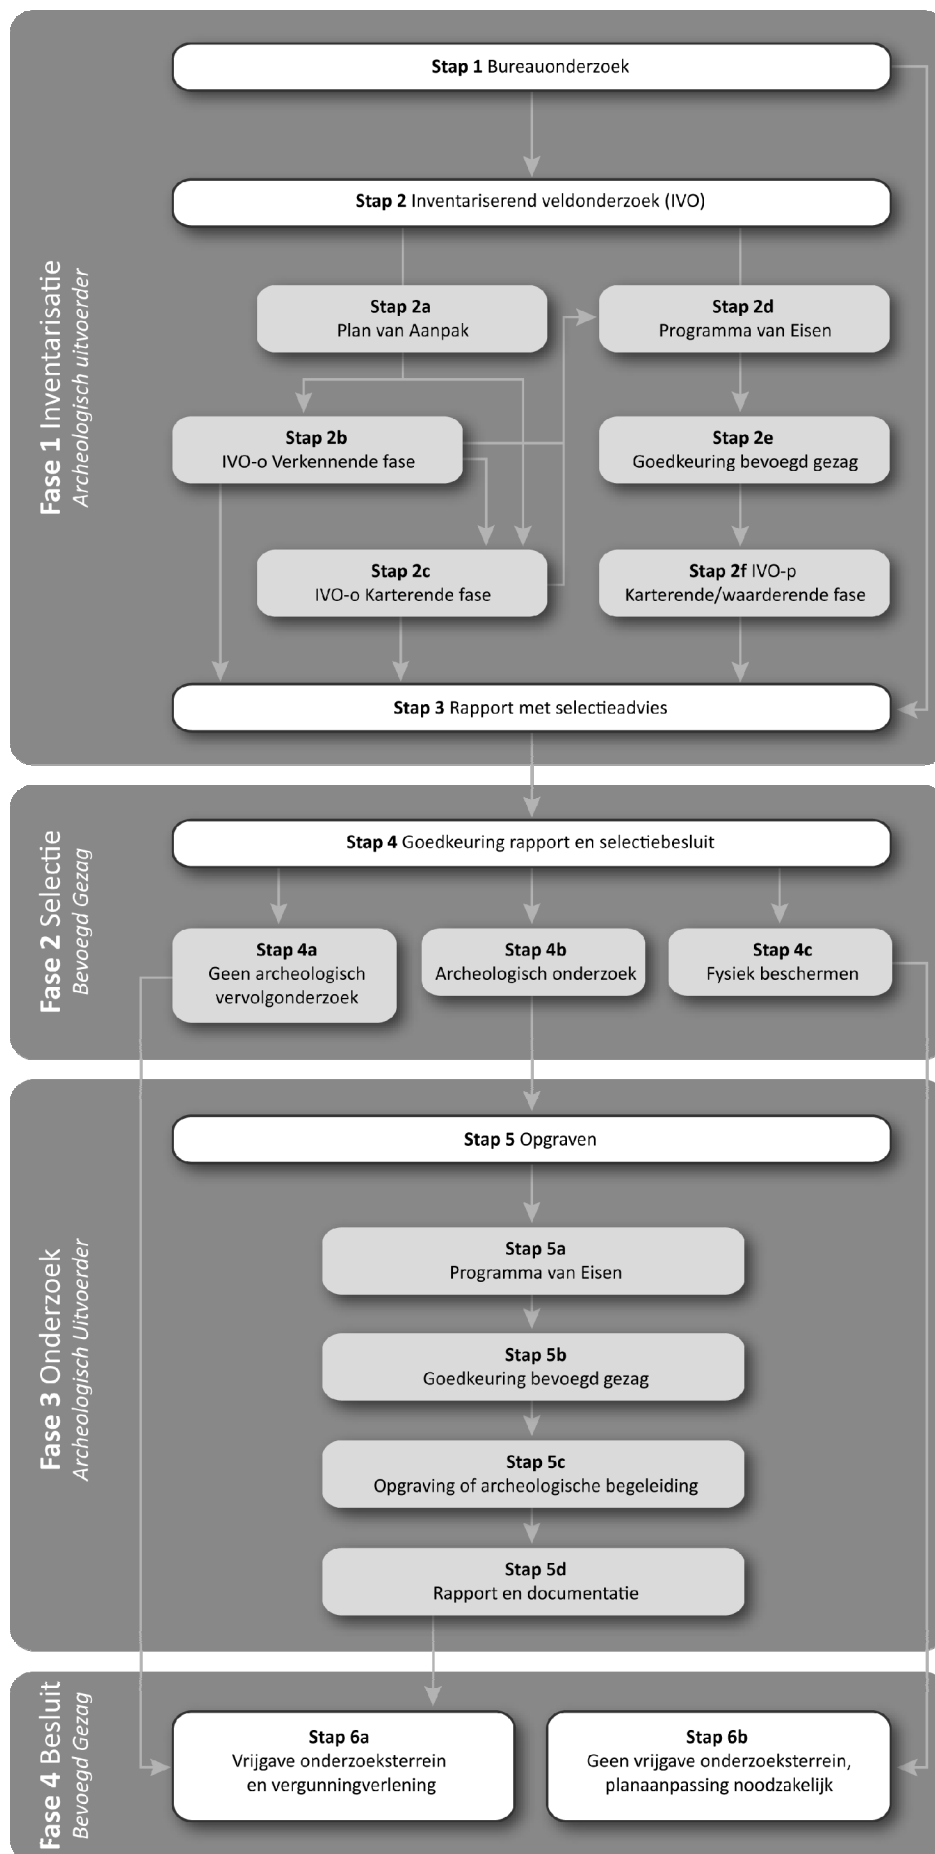 Fase 1 Inventarisatie
Archeologisch uitvoerder
Stap 1 Bureauonderzoek
Stap 2 Inventariserend veldonderzoek (IVO)
Stap 2a
Plan van Aanpak
Stap 2d
Programma van Eisen
Stap 2b
IVO-o Verkennende fase
Stap 2e
Goedkeuring bevoegd gezag
Stap 2c
IVO-o Karterende fase
Stap 2f IVO-p
Karterende/waarderende fase
Stap 3 Rapport met selectieadvies
Fase 2 Selectie
Bevoegd Gezag
Stap 4 Goedkeuring rapport en selectiebesluit
Stap 4a
Geen archeologisch
vervolgonderzoek
Stap 4b
Archeologisch onderzoek
Stap 4c
Fysiek beschermen
Fase 3 Onderzoek
Archeologisch Uitvoerder
Stap 5 Opgraven
Stap 5a
Programma van Eisen
Stap 5b
Goedkeuring bevoegd gezag
Stap 5c
Opgraving of archeologische begeleiding
Stap 5d
Rapport en documentatie
Fase 4 Besluit
Bevoegd Gezag
Stap 6a
Vrijgave onderzoeksterrein
en vergunningverlening
Stap 6b
Geen vrijgave onderzoeksterrein,
planaanpassing noodzakelijk